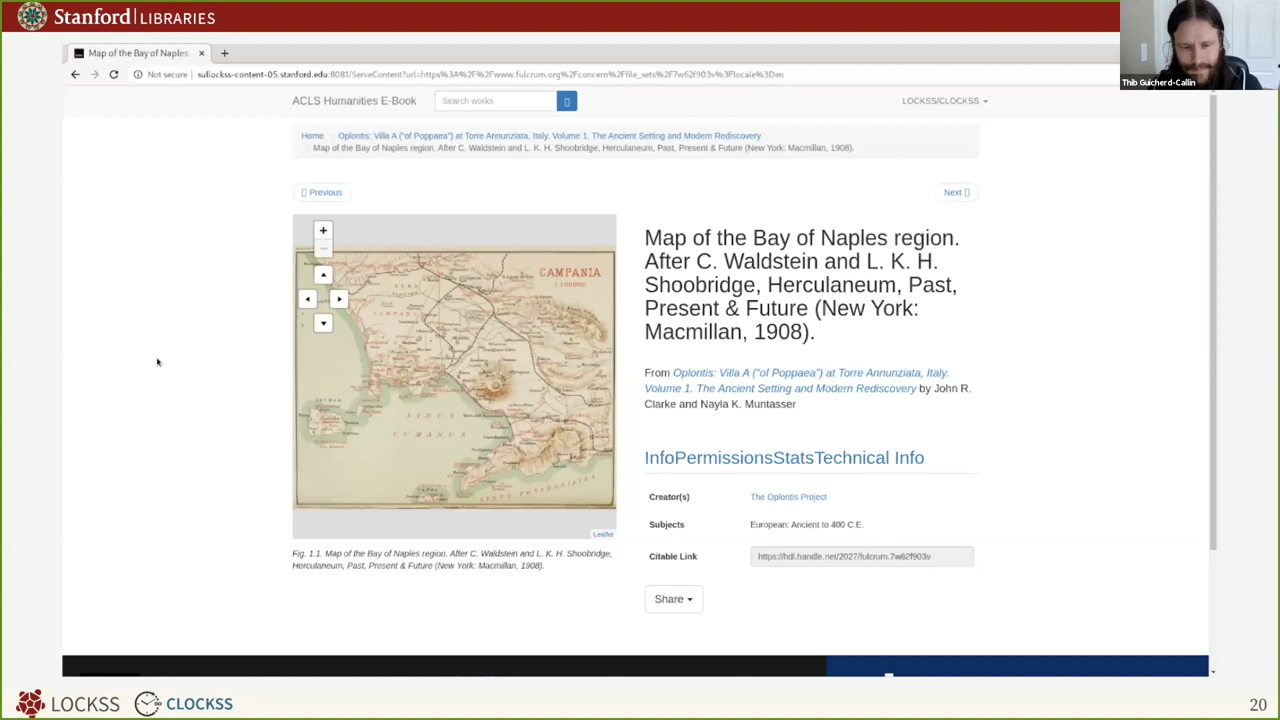 Stanford | LIBRARIES
Thib Guicherd-Callin
Map of the Bay of Naples
Not secure
sullockss-content-05.stanford.edu:8081/ServeContent?url=https%3A%2F%2Fwww.fulcrum.org%2Fconcern%2Ffile_sets%2F7w62f903v%3Flocale%3Den
ACLS Humanities E-Book
Search works
LOCKSS/CLOCKSS
Home
Oplontis: Villa A (“of Poppaea”) at Torre Annunziata, Italy. Volume 1. The Ancient Setting and Modern Rediscovery
Map of the Bay of Naples region. After C. Waldstein and L. K. H. Shoobridge, Herculaneum, Past, Present & Future (New York: Macmillan, 1908).
Previous
Next
CAMPANIA
SINUS
CUMANUS
Leaflet
Fig. 1.1. Map of the Bay of Naples region. After C. Waldstein and L. K. H. Shoobridge,
Herculaneum, Past, Present & Future (New York: Macmillan, 1908).
Map of the Bay of Naples region.
After C. Waldstein and L. K. H.
Shoobridge, Herculaneum, Past,
Present & Future (New York:
Macmillan, 1908).
From Oplontis: Villa A (“of Poppaea”) at Torre Annunziata, Italy.
Volume 1. The Ancient Setting and Modern Rediscovery by John R.
Clarke and Nayla K. Muntasser
InfoPermissionsStatsTechnical Info
Creator(s)
The Oplontis Project
Subjects
European: Ancient to 400 C.E.
Citable Link
https://hdl.handle.net/2027/fulcrum.7w62f903v
Share
LOCKSS
CLOCKSS
20